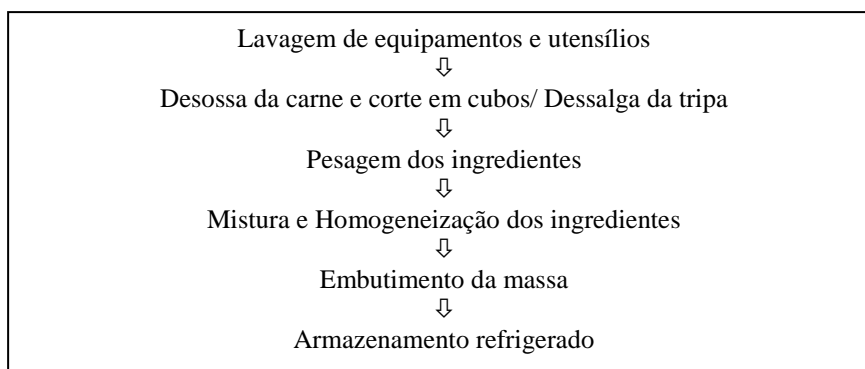 Lavagem de equipamentos e utensílios
⇩
Desossa da carne e corte em cubos/ Dessalga da tripa
⇩
Pesagem dos ingredientes
⇩
Mistura e Homogeneização dos ingredientes
⇩
Embutimento da massa
⇩
Armazenamento refrigerado